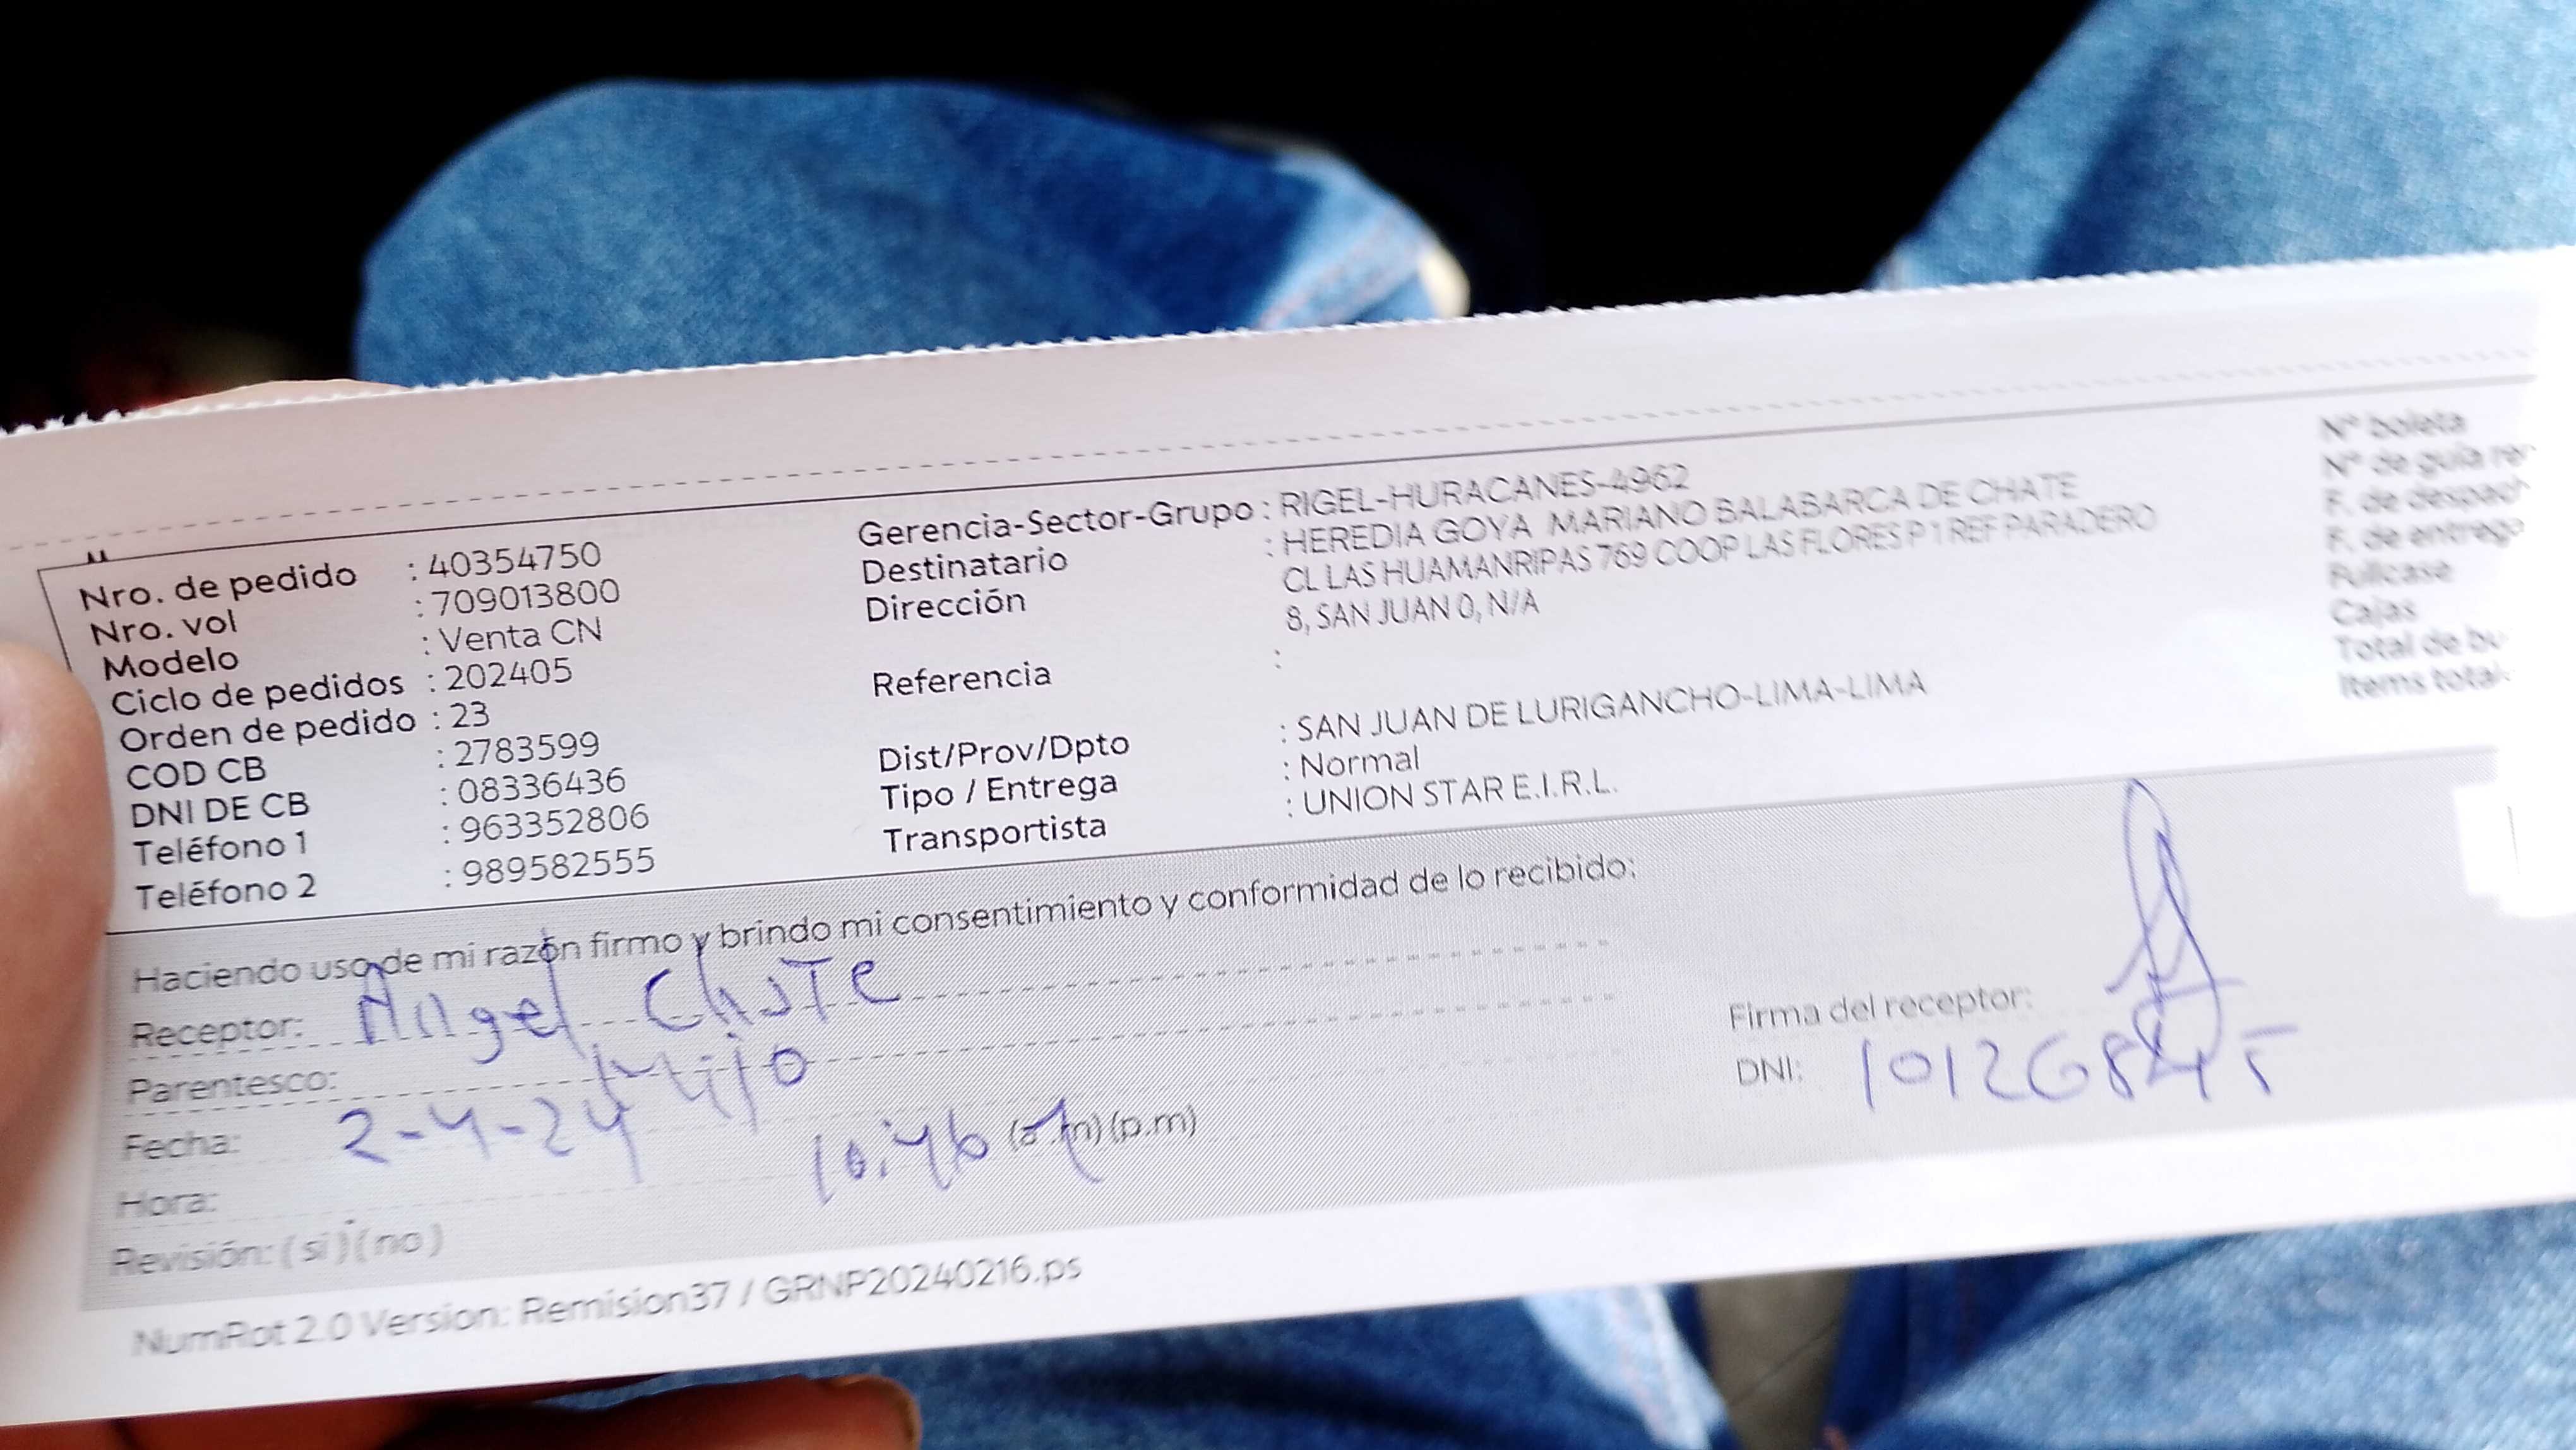 Nro. de pedido : 40354750
Nro. vol : 709013800
Modelo : Venta CN
Ciclo de pedidos : 202405
Orden de pedido : 23
COD CB : 2783599
DNI DE CB : 08336436
Teléfono 1 : 963352806
Teléfono 2 : 989582555
Gerencia-Sector-Grupo : RIGEL-HURACANES-4962
Destinatario : HEREDIA GOYA MARIANO BALABARCA DE CHATE
Dirección CL LAS HUAMANRIPAS 769 COOP LAS FLORES P 1 REF PARADERO
8, SAN JUAN 0, N/A
Referencia :
Dist/Prov/Dpto : SAN JUAN DE LURIGANCHO-LIMA-LIMA
Tipo / Entrega : Normal
Transportista : UNION STAR E.I.R.L.
N° boleta
N° de guía
F. de despach
F. de entrega
Fullcase
Cajas
Total de bu
Items total
Haciendo uso de mi razón firmo y brindo mi consentimiento y conformidad de lo recibido:
Receptor: Angel Chate
Parentesco: Hijo
Fecha: 2-4-24
Hora: 10:46 (a.m) (p.m)
Revisión: (si) (no)
Firma del receptor:
DNI:
NumRot 2.0 Version: Remision37 / GRNP20240216.ps